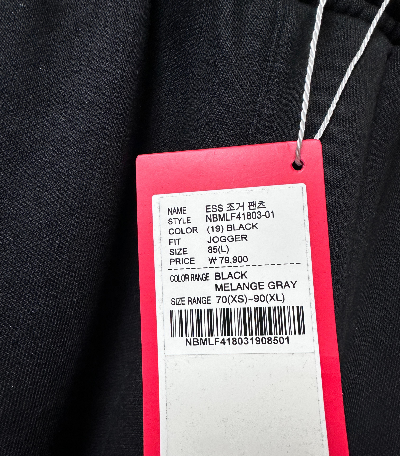 NAME ESS 조거 팬츠
STYLE NBMLF41803-01
COLOR (19) BLACK
FIT JOGGER
SIZE 85(L)
PRICE ₩ 79,900
COLOR RANGE BLACK
MELANGE GRAY
SIZE RANGE 70(XS)~90(XL)
NBMLF418031908501